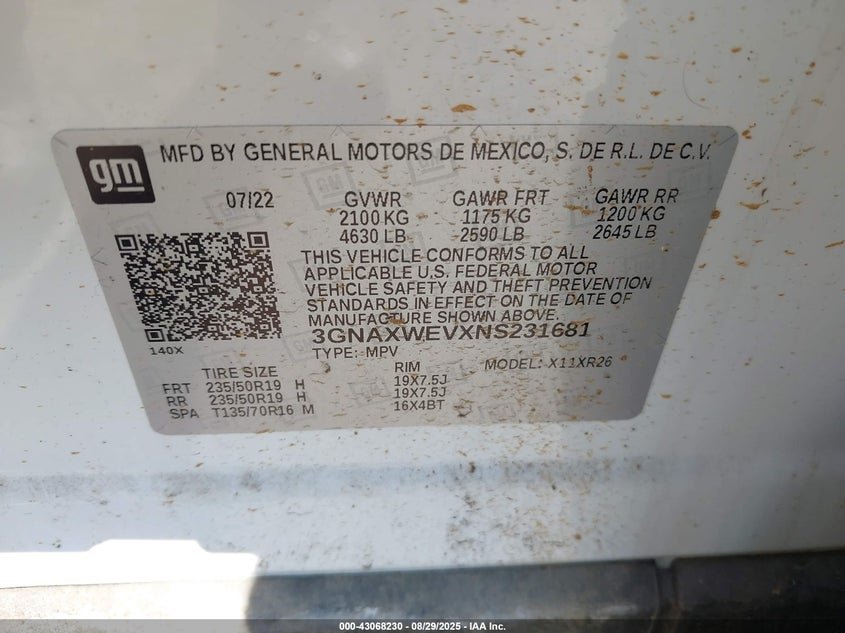 gm
MFD BY GENERAL MOTORS DE MEXICO, S. DE R.L. DE C.V.
07/22 GVWR GAWR FRT GAWR RR
2100 KG 1175 KG 1200 KG
4630 LB 2590 LB 2645 LB
THIS VEHICLE CONFORMS TO ALL
APPLICABLE U.S. FEDERAL MOTOR
VEHICLE SAFETY AND THEFT PREVENTION
STANDARDS IN EFFECT ON THE DATE OF
MANUFACTURE SHOWN ABOVE.
3GNAXWEVXNS231681
140X
TYPE: MPV MODEL: X11XR26
TIRE SIZE RIM
FRT 235/50R19 H 19X7.5J
RR 235/50R19 H 19X7.5J
SPA T135/70R16 M 16X4BT
000-43068230 - 08/29/2025 - IAA Inc.